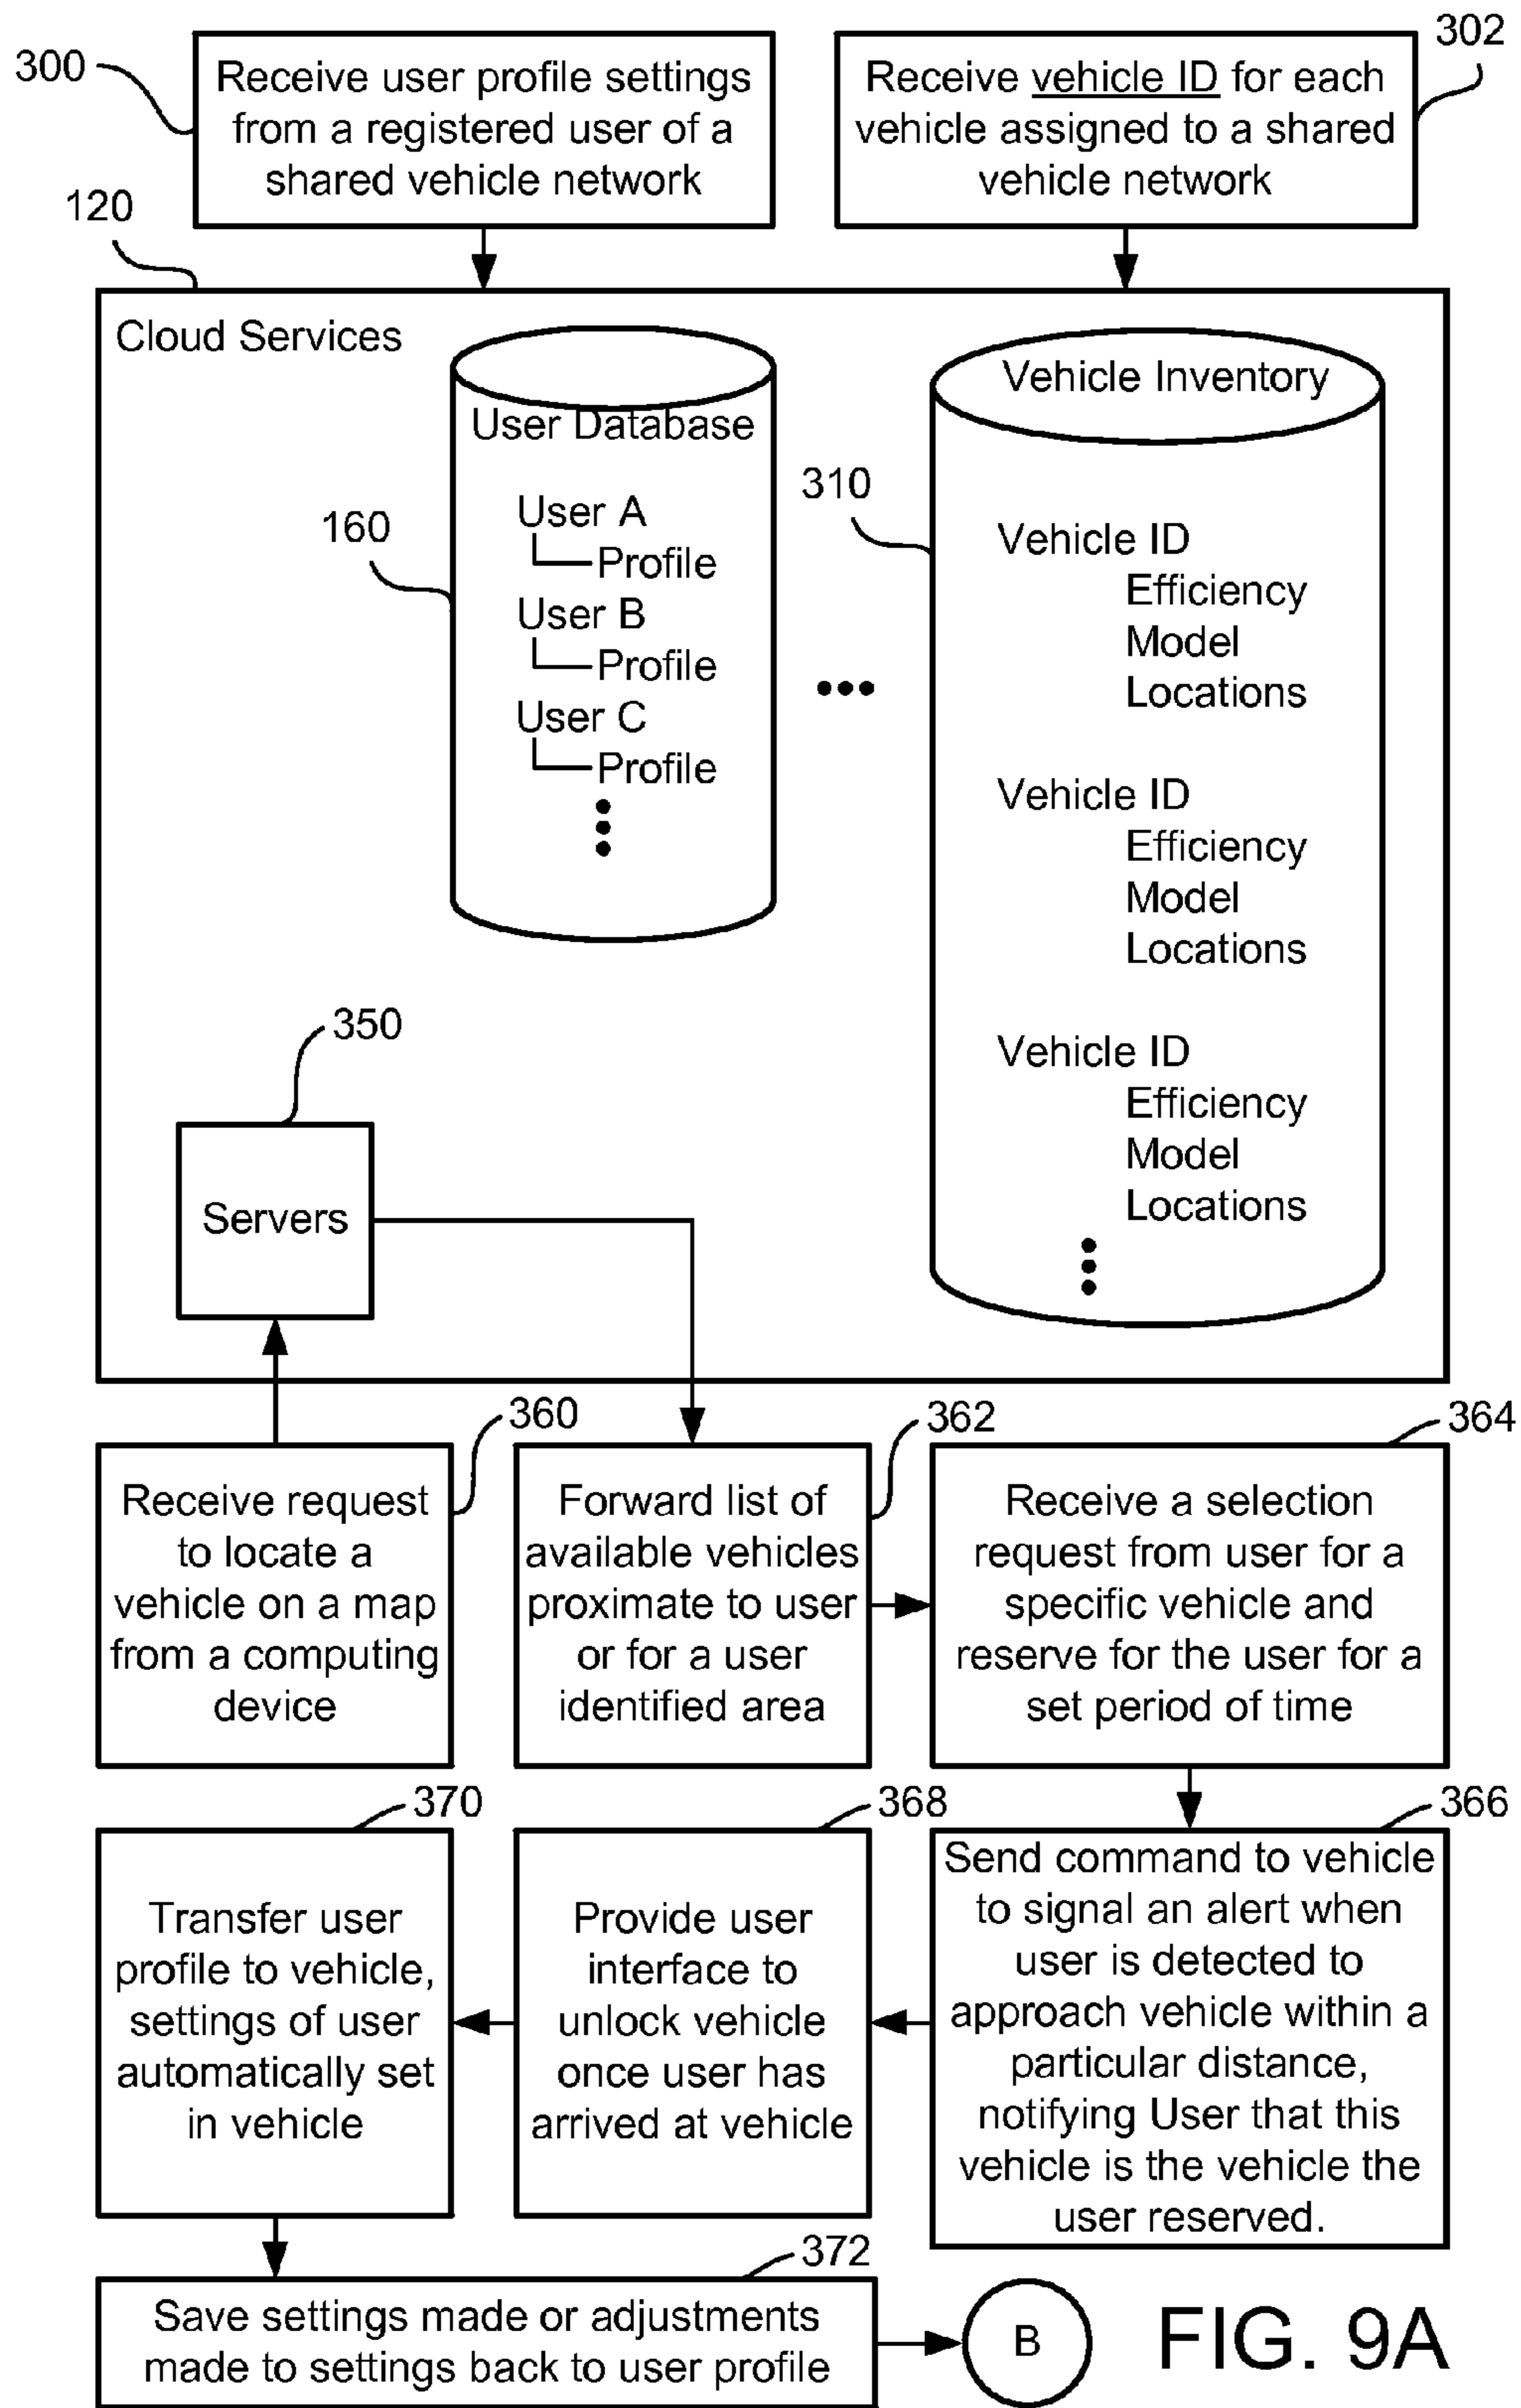 300
Receive user profile settings
from a registered user of a
shared vehicle network
302
Receive vehicle ID for each
vehicle assigned to a shared
vehicle network
120
Cloud Services
User Database
User A
Profile
User B
Profile
User C
Profile
160
310
Vehicle Inventory
Vehicle ID
Efficiency
Model
Locations
Vehicle ID
Efficiency
Model
Locations
Vehicle ID
Efficiency
Model
Locations
350
Servers
360
Receive request
to locate a
vehicle on a map
from a computing
device
362
Forward list of
available vehicles
proximate to user
or for a user
identified area
364
Receive a selection
request from user for a
specific vehicle and
reserve for the user for a
set period of time
366
Send command to vehicle
to signal an alert when
user is detected to
approach vehicle within a
particular distance,
notifying User that this
vehicle is the vehicle the
user reserved.
368
Provide user
interface to
unlock vehicle
once user has
arrived at vehicle
370
Transfer user
profile to vehicle,
settings of user
automatically set
in vehicle
372
Save settings made or adjustments
made to settings back to user profile
B
FIG. 9A